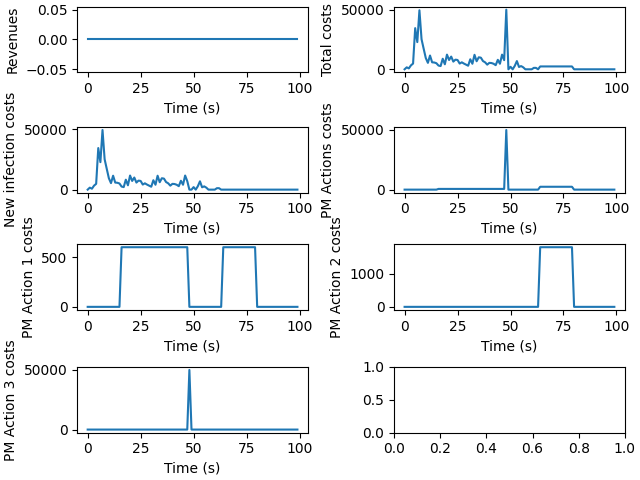 Revenues
0.05
0.00
−0.05
0 25 50 75 100
Time (s)
Total costs
50000
0
0 25 50 75 100
Time (s)
New infection costs
50000
0
0 25 50 75 100
Time (s)
PM Actions costs
50000
0
0 25 50 75 100
Time (s)
PM Action 1 costs
500
0
0 25 50 75 100
Time (s)
PM Action 2 costs
1000
0
0 25 50 75 100
Time (s)
PM Action 3 costs
50000
0
0 25 50 75 100
Time (s)
1.0
0.5
0.0
0.0 0.2 0.4 0.6 0.8 1.0